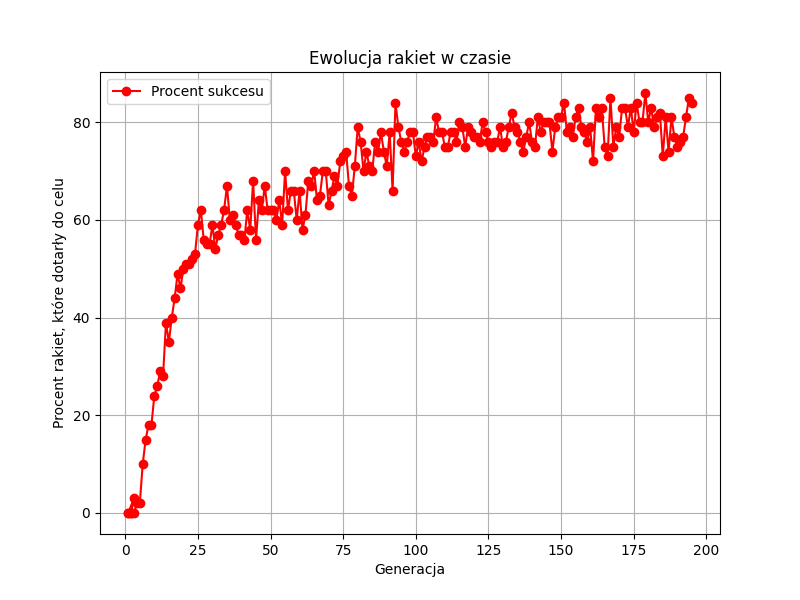 Ewolucja rakiet w czasie
Procent sukcesu
Procent rakiet, które dotarły do celu
80
60
40
20
0
0 25 50 75 100 125 150 175 200
Generacja